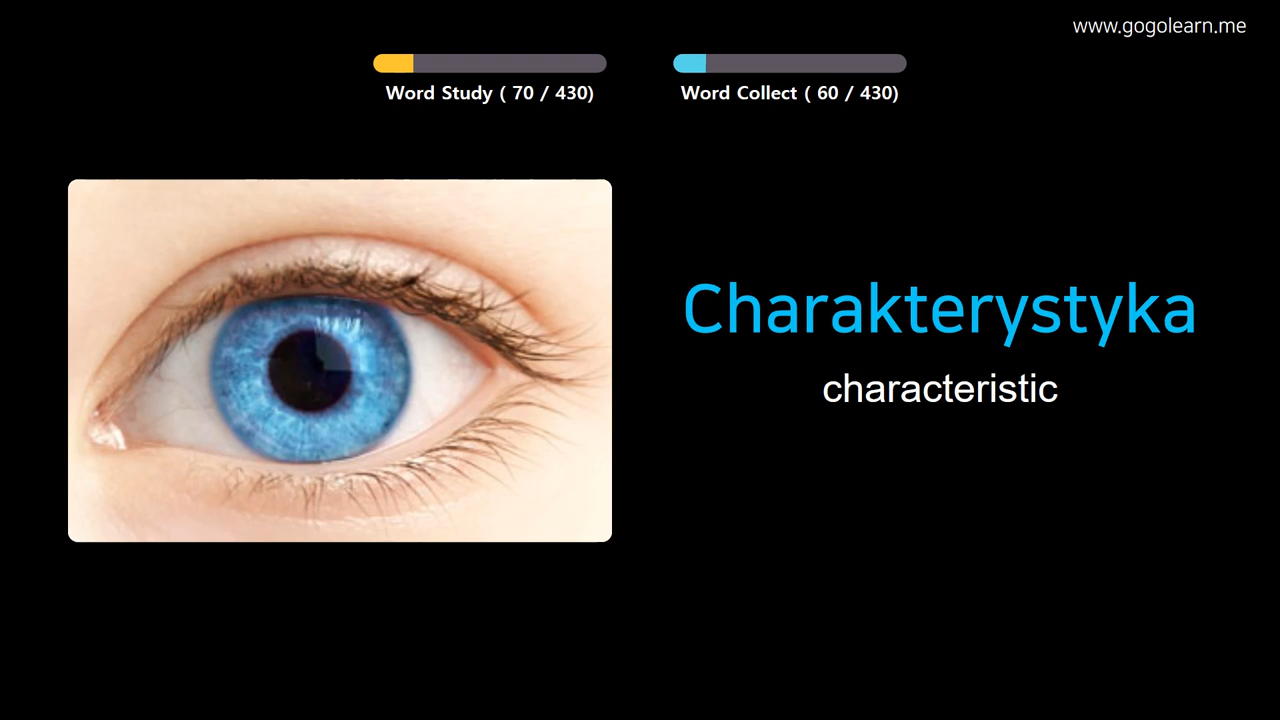 www.gogolearn.me
Word Study ( 70 / 430)
Word Collect ( 60 / 430)
Charakterystyka
characteristic